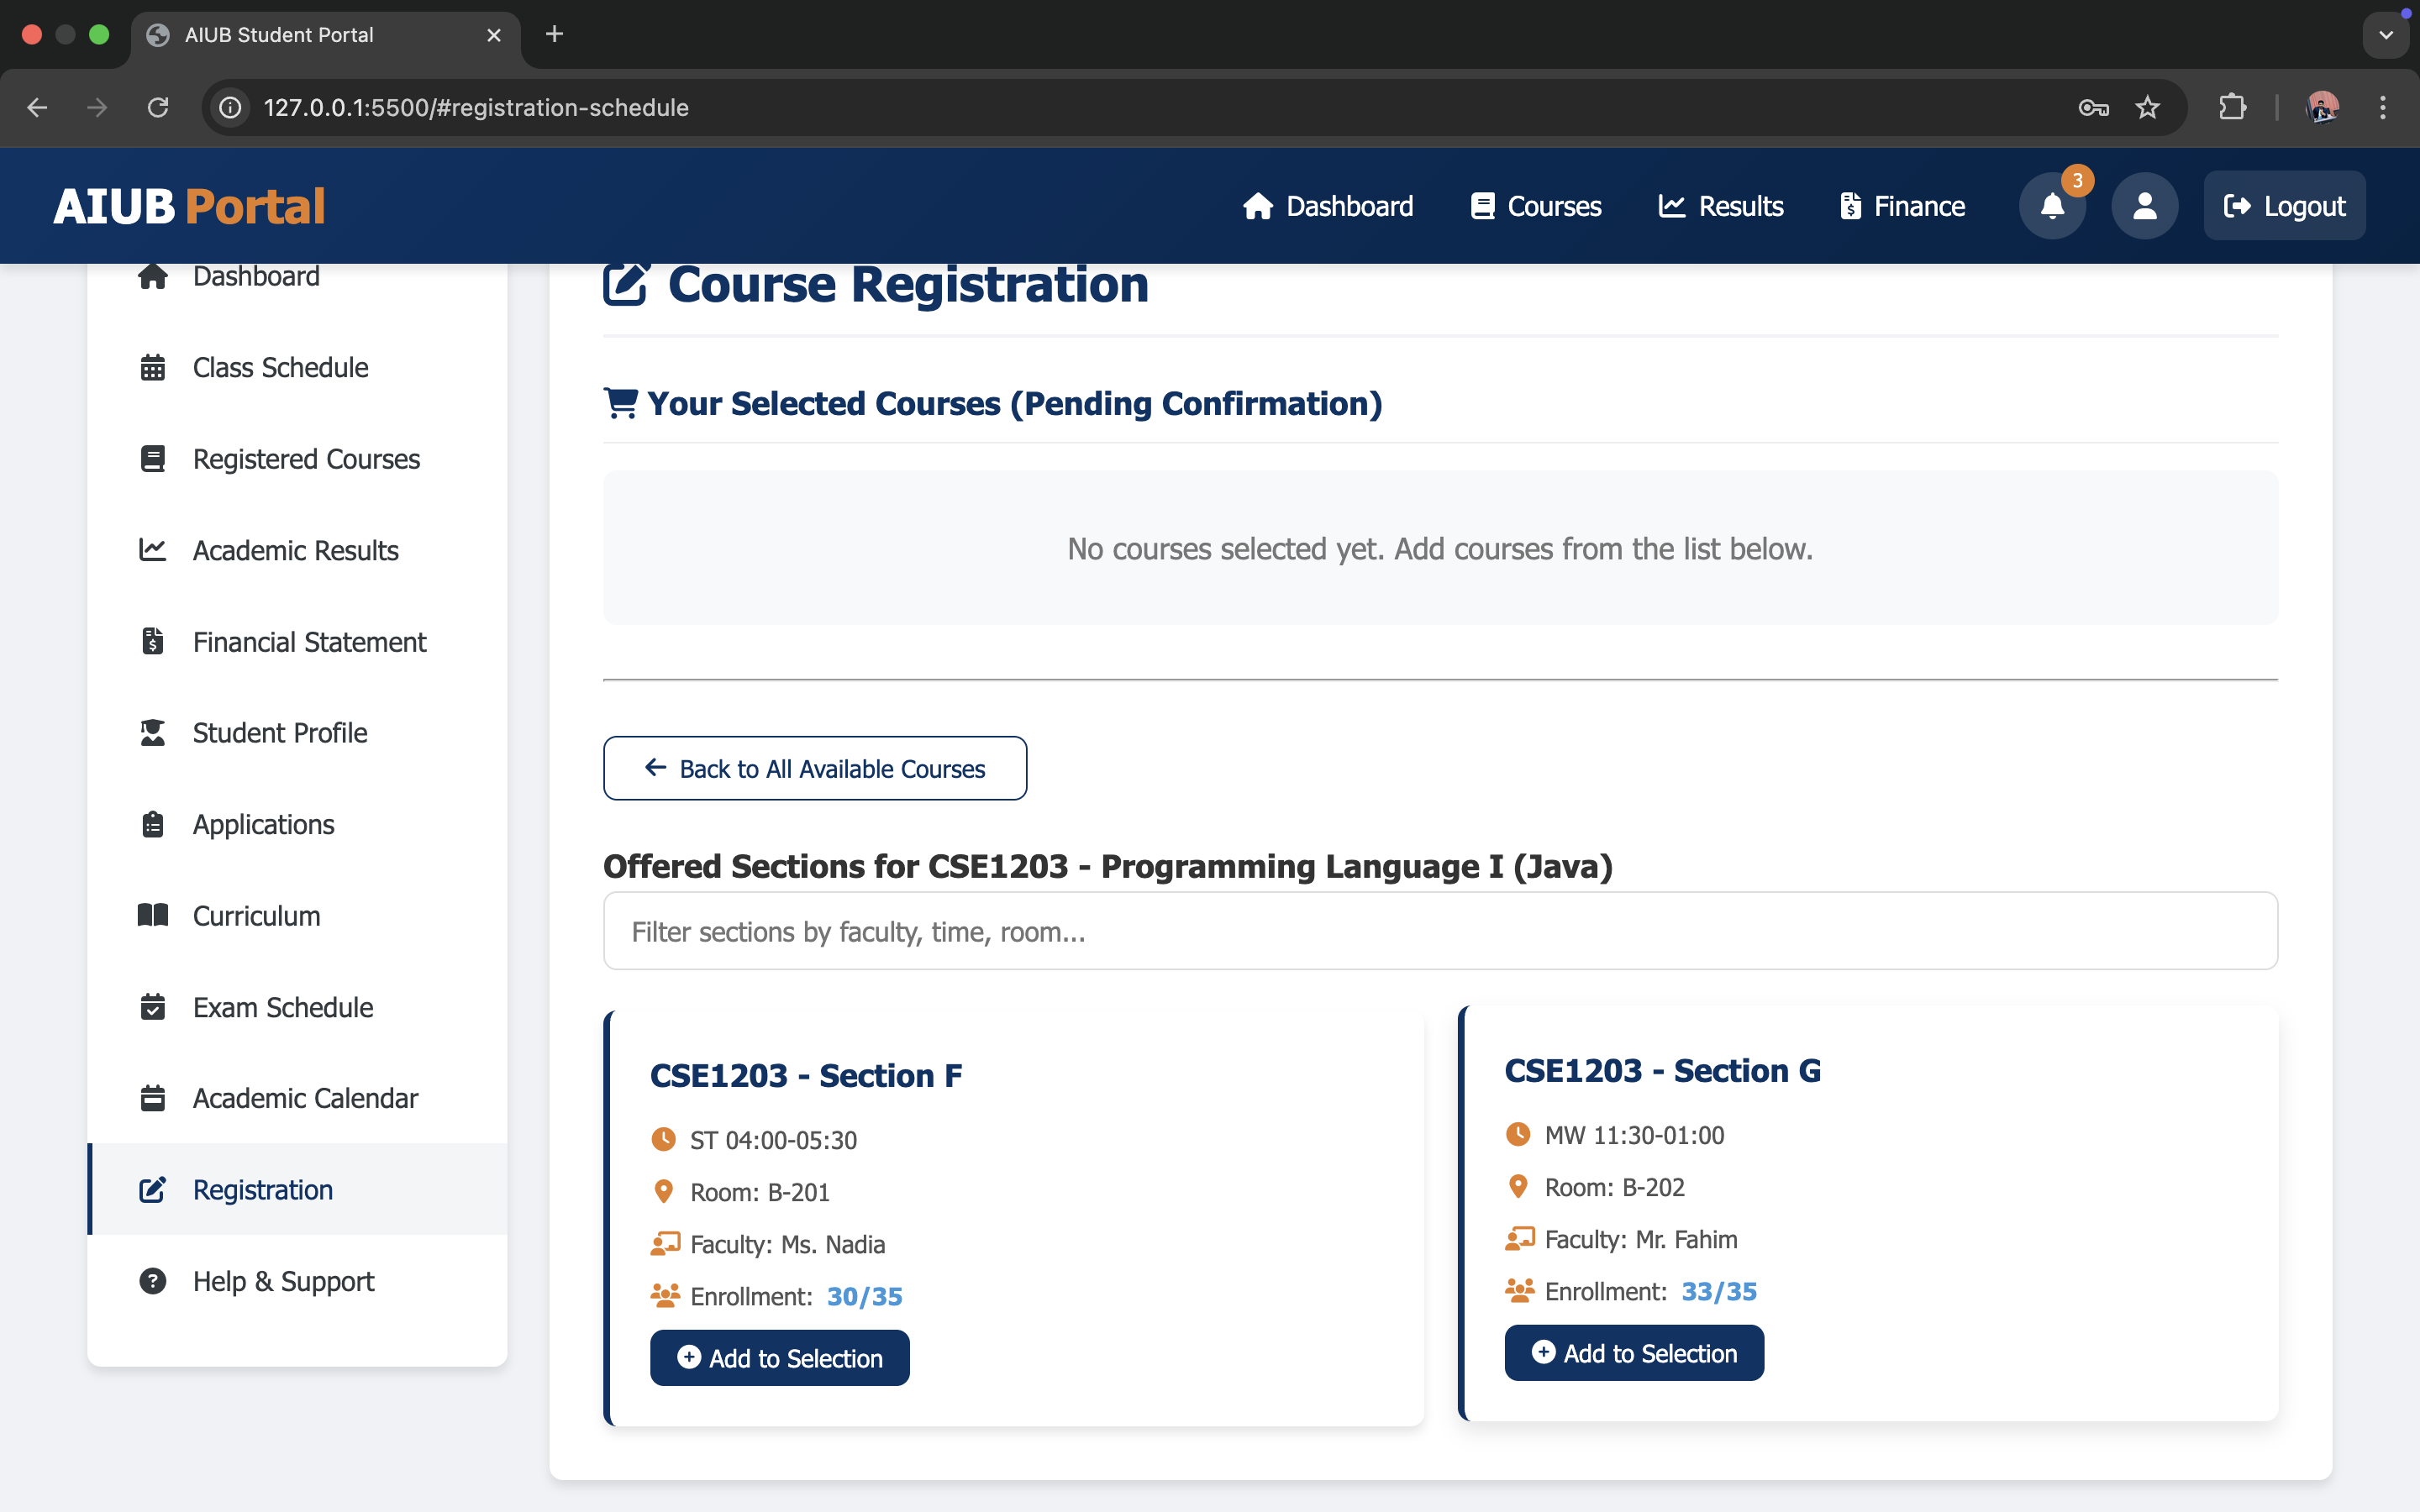 AIUB Student Portal
127.0.0.1:5500/#registration-schedule
AIUB Portal
Dashboard
Courses
Results
Finance
3
Logout
Dashboard
Class Schedule
Registered Courses
Academic Results
Financial Statement
Student Profile
Applications
Curriculum
Exam Schedule
Academic Calendar
Registration
Help & Support
Course Registration
Your Selected Courses (Pending Confirmation)
No courses selected yet. Add courses from the list below.
Back to All Available Courses
Offered Sections for CSE1203 - Programming Language I (Java)
Filter sections by faculty, time, room...
CSE1203 - Section F
ST 04:00-05:30
Room: B-201
Faculty: Ms. Nadia
Enrollment: 30/35
Add to Selection
CSE1203 - Section G
MW 11:30-01:00
Room: B-202
Faculty: Mr. Fahim
Enrollment: 33/35
Add to Selection